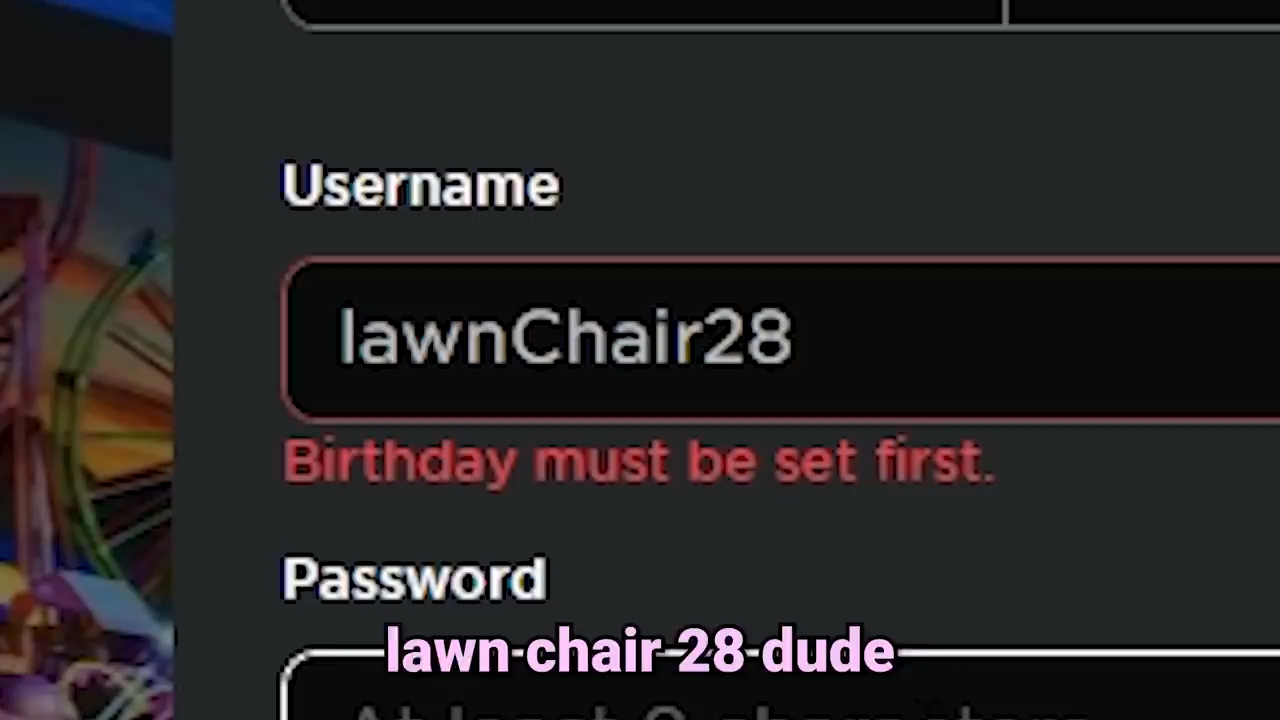 Username
lawnChair28
Birthday must be set first.
Password
lawn chair 28 dude